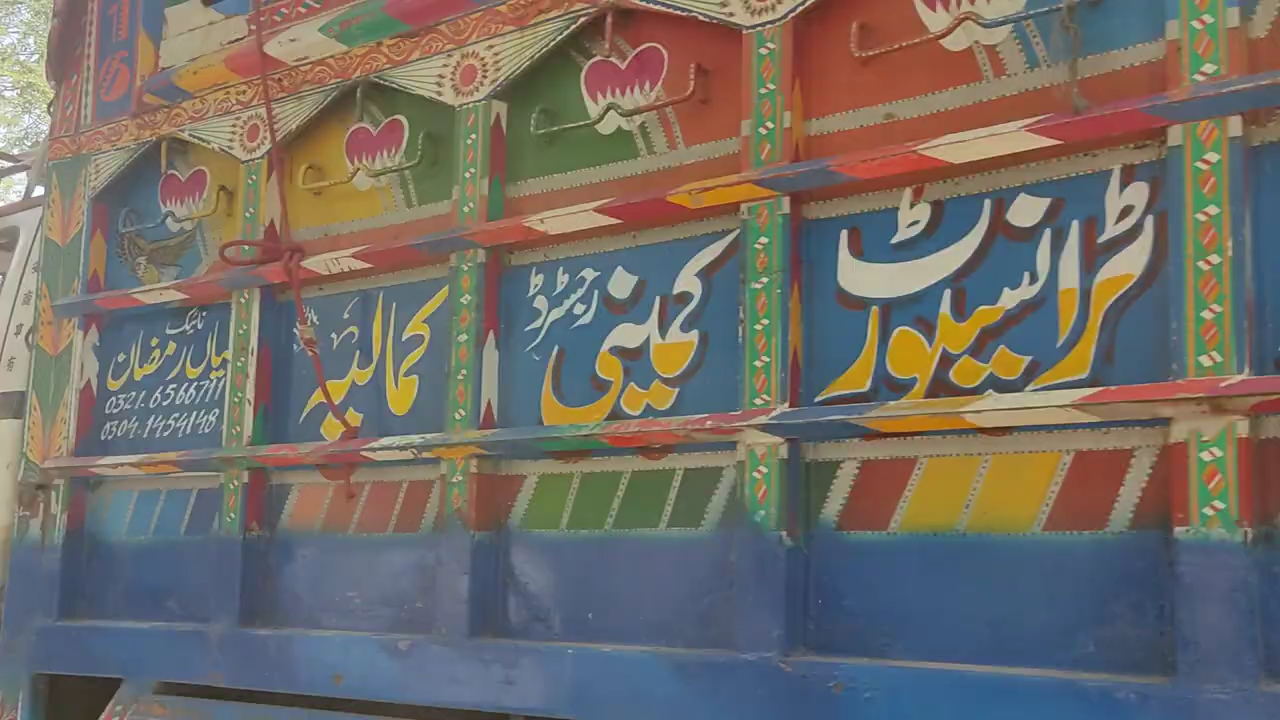 ٹرانسپورٹ
کمپنی رجسٹرڈ
کمالیہ
نائیک
میاں رمضان
0321.6566711
0304.1454148